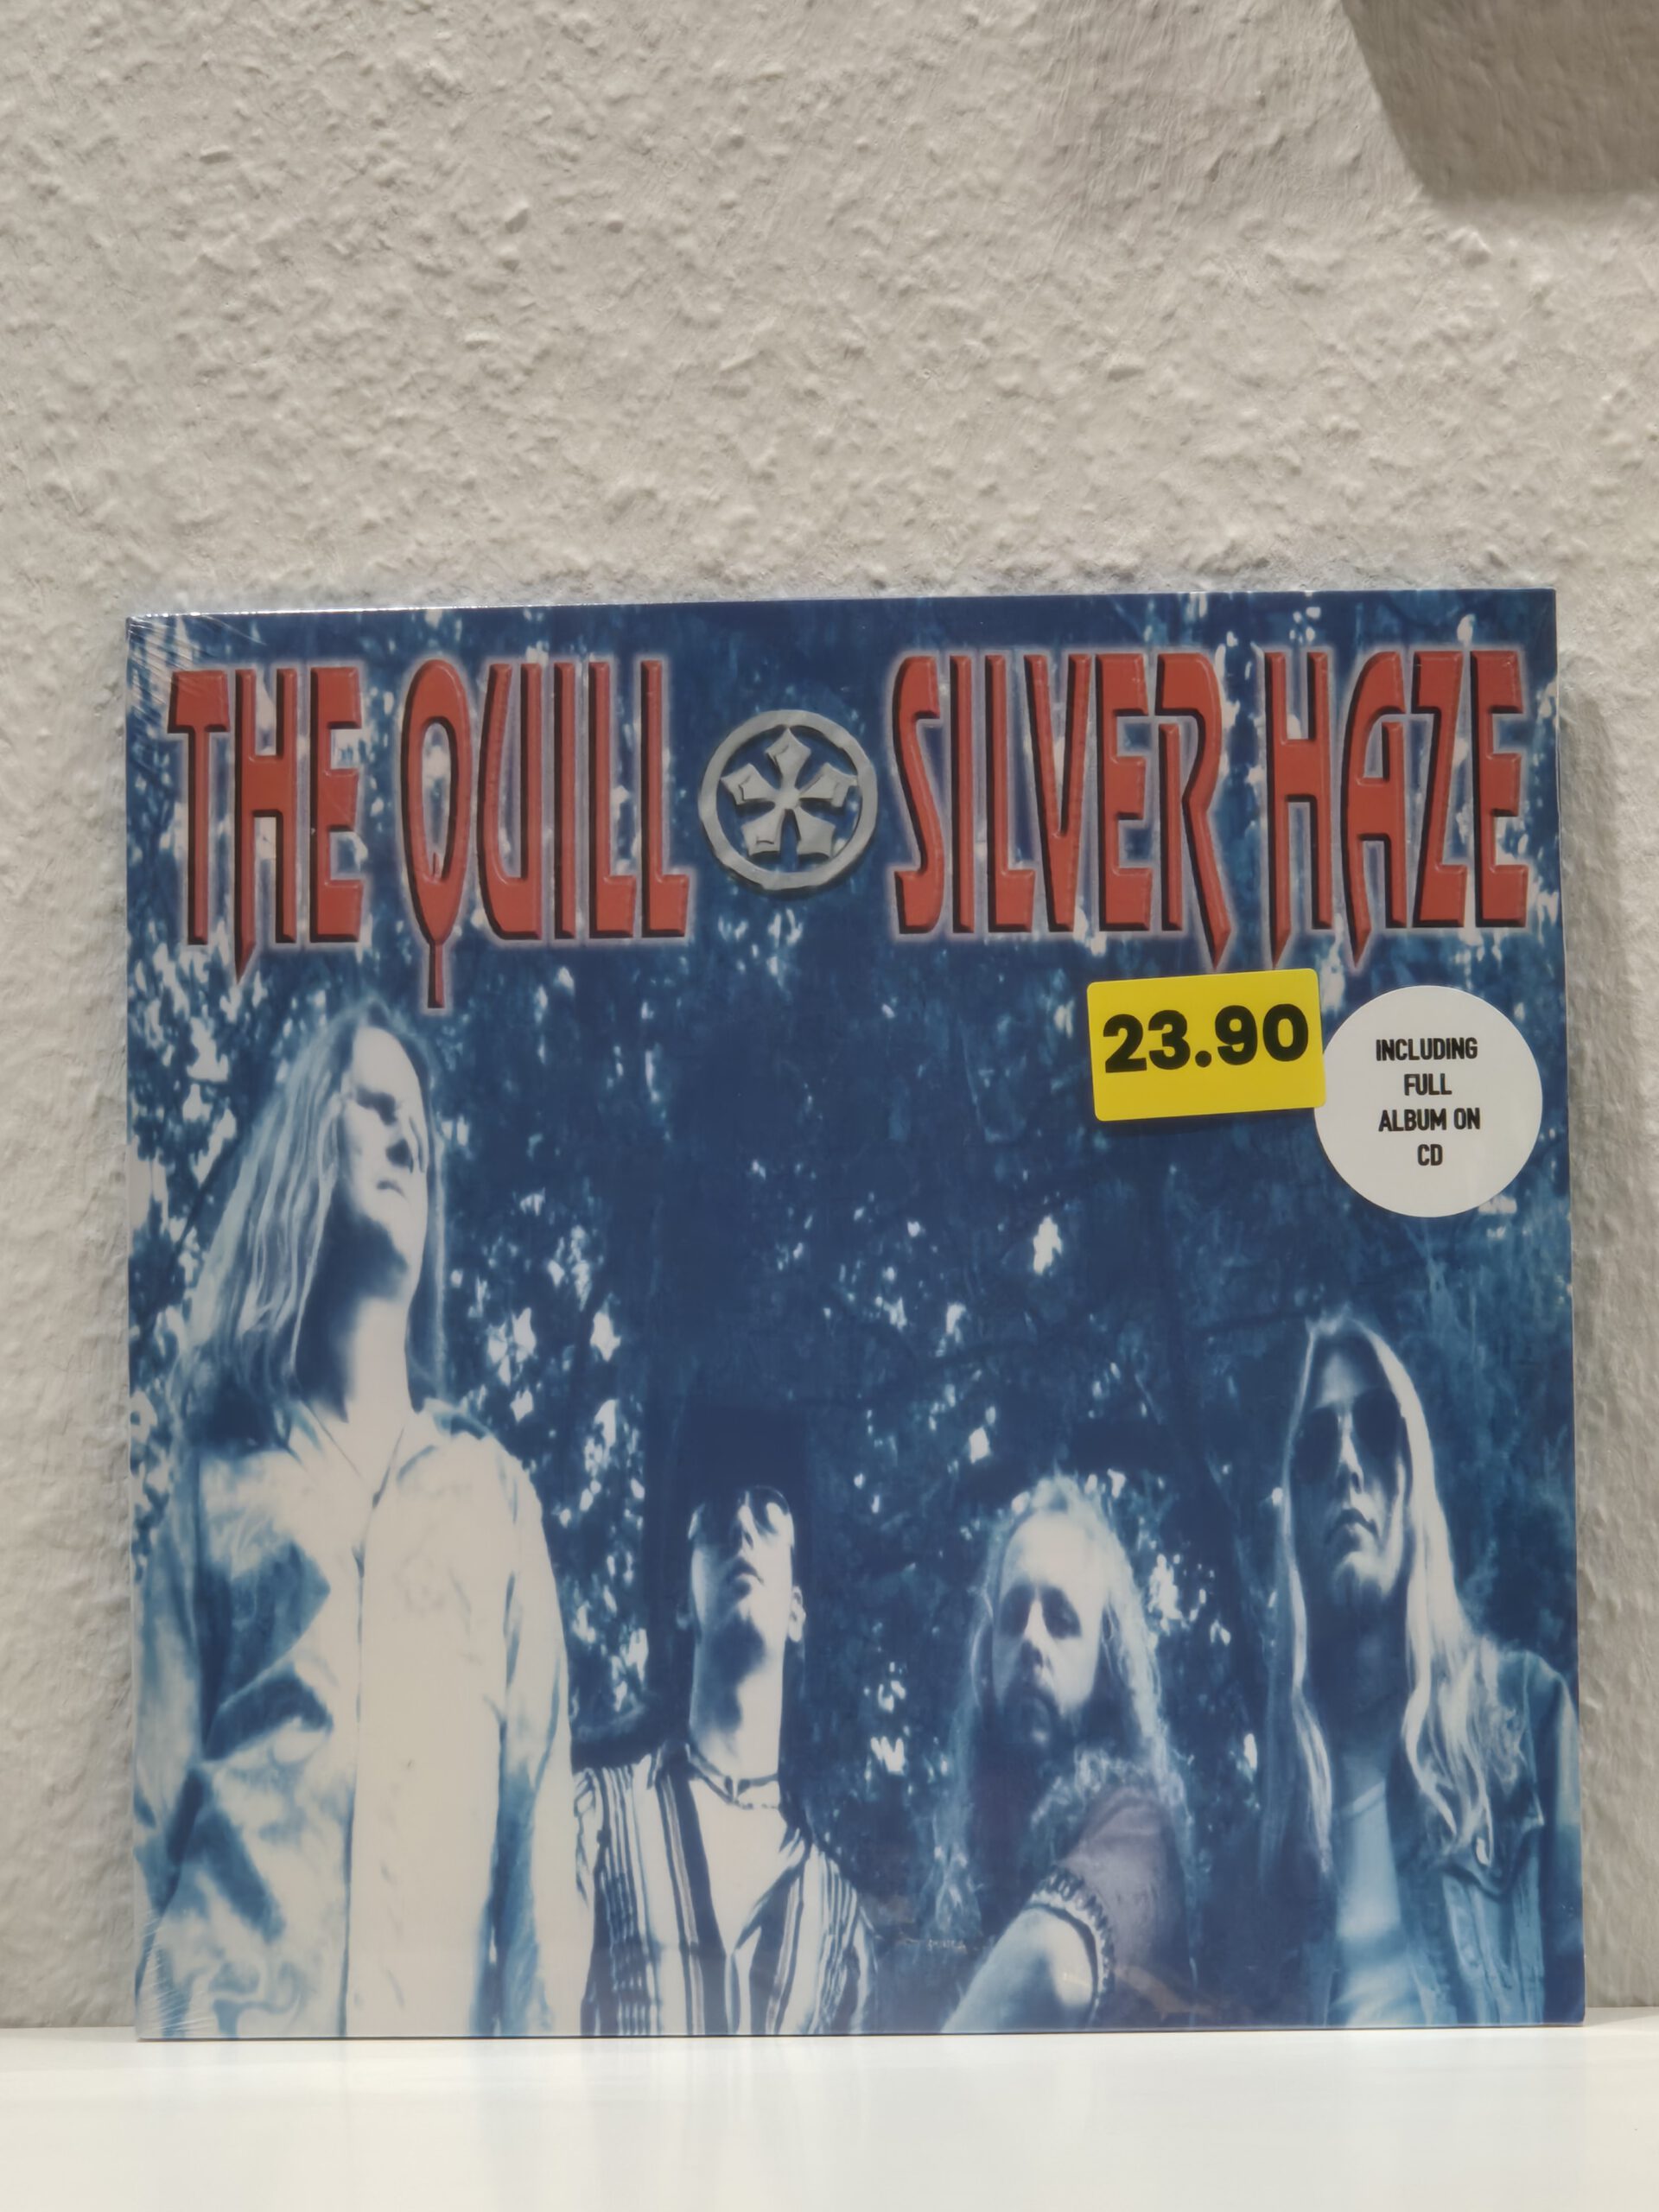 THE QUILL SILVER HAZE
23.90
INCLUDING
FULL
ALBUM ON
CD